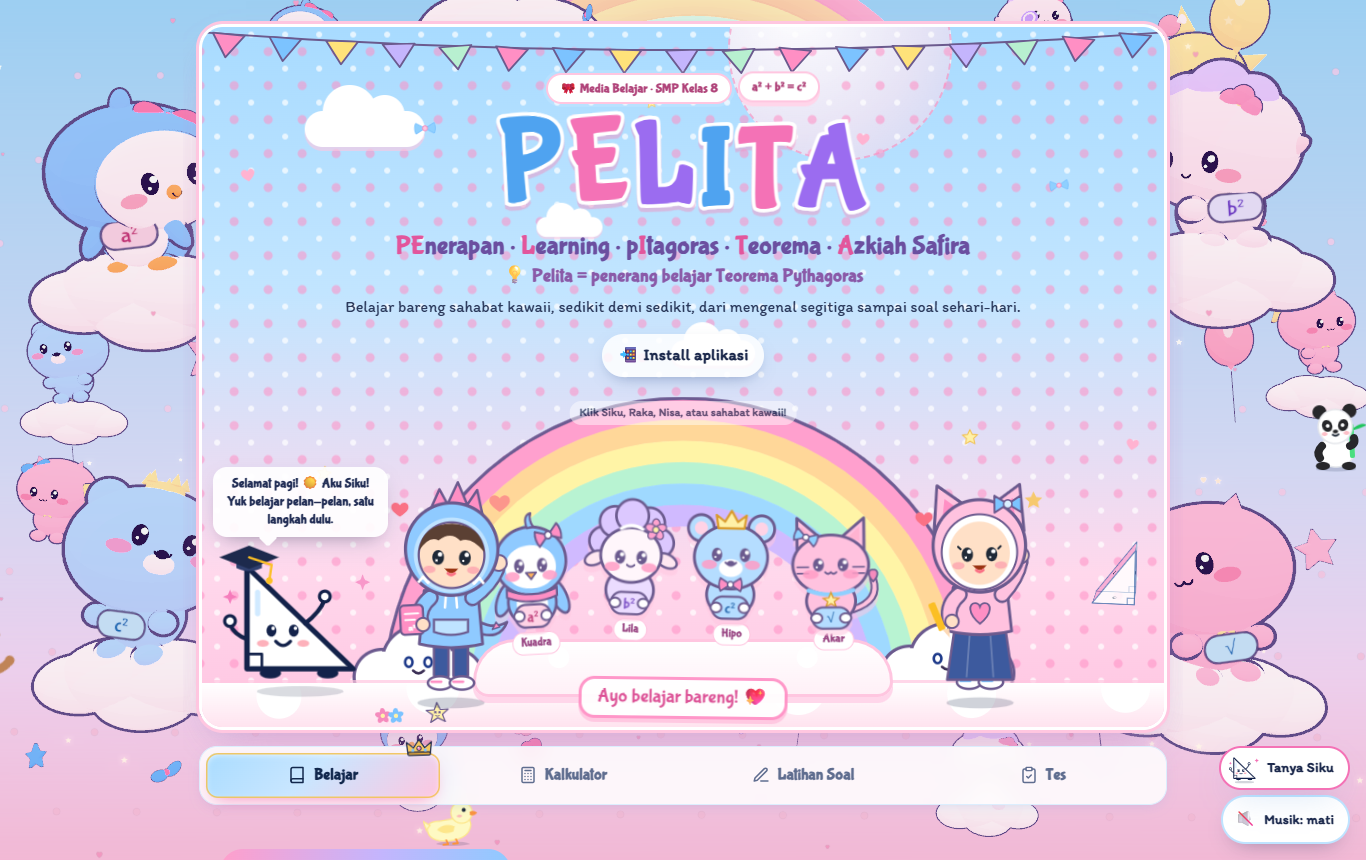 Media Belajar · SMP Kelas 8
a² + b² = c²
PELITA
PEnerapan · Learning · pItagoras · Teorema · Azkiah Safira
Pelita = penerang belajar Teorema Pythagoras
Belajar bareng sahabat kawaii, sedikit demi sedikit, dari mengenal segitiga sampai soal sehari-hari.
Install aplikasi
Klik Siku, Raka, Nisa, atau sahabat kawaii!
Selamat pagi! Aku Siku!
Yuk belajar pelan-pelan, satu
langkah dulu.
a²
b²
c²
√
a²
b²
c²
√
Kuadra
Lila
Hipo
Akar
Ayo belajar bareng!
Belajar
Kalkulator
Latihan Soal
Tes
Tanya Siku
Musik: mati